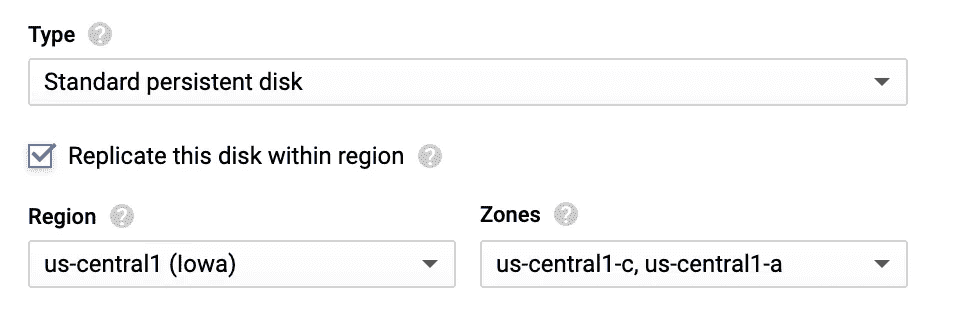 Type ?
Standard persistent disk
Replicate this disk within region ?
Region ?
Zones ?
us-central1 (Iowa)
us-central1-c, us-central1-a